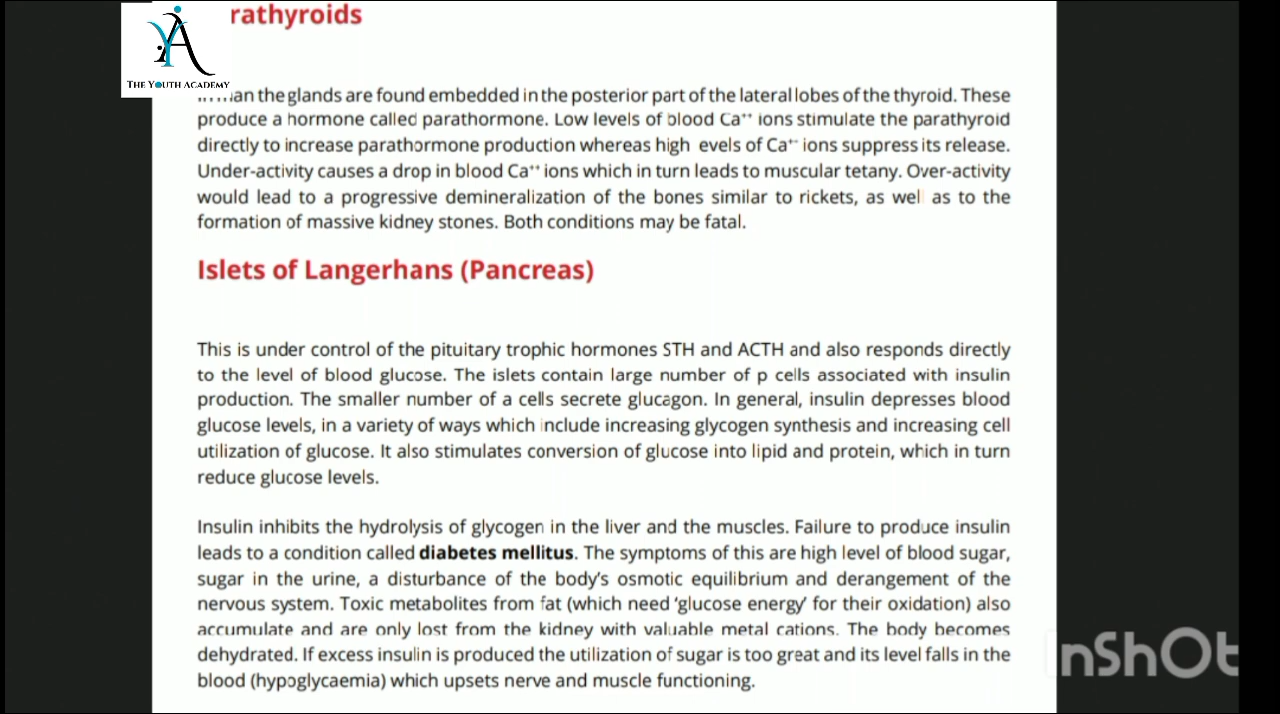 rathyroids
THE YOUTH ACADEMY
an the glands are found embedded in the posterior part of the lateral lobes of the thyroid. These
produce a hormone called parathormone. Low levels of blood Ca⁺⁺ ions stimulate the parathyroid
directly to increase parathormone production whereas high evels of Ca⁺⁺ ions suppress its release.
Under-activity causes a drop in blood Ca⁺⁺ ions which in turn leads to muscular tetany. Over-activity
would lead to a progressive demineralization of the bones similar to rickets, as well as to the
formation of massive kidney stones. Both conditions may be fatal.
Islets of Langerhans (Pancreas)
This is under control of the pituitary trophic hormones STH and ACTH and also responds directly
to the level of blood glucose. The islets contain large number of p cells associated with insulin
production. The smaller number of a cells secrete glucagon. In general, insulin depresses blood
glucose levels, in a variety of ways which include increasing glycogen synthesis and increasing cell
utilization of glucose. It also stimulates conversion of glucose into lipid and protein, which in turn
reduce glucose levels.
Insulin inhibits the hydrolysis of glycogen in the liver and the muscles. Failure to produce insulin
leads to a condition called diabetes mellitus. The symptoms of this are high level of blood sugar,
sugar in the urine, a disturbance of the body's osmotic equilibrium and derangement of the
nervous system. Toxic metabolites from fat (which need 'glucose energy' for their oxidation) also
accumulate and are only lost from the kidney with valuable metal cations. The body becomes
dehydrated. If excess insulin is produced the utilization of sugar is too great and its level falls in the
blood (hypoglycaemia) which upsets nerve and muscle functioning.
InShOt